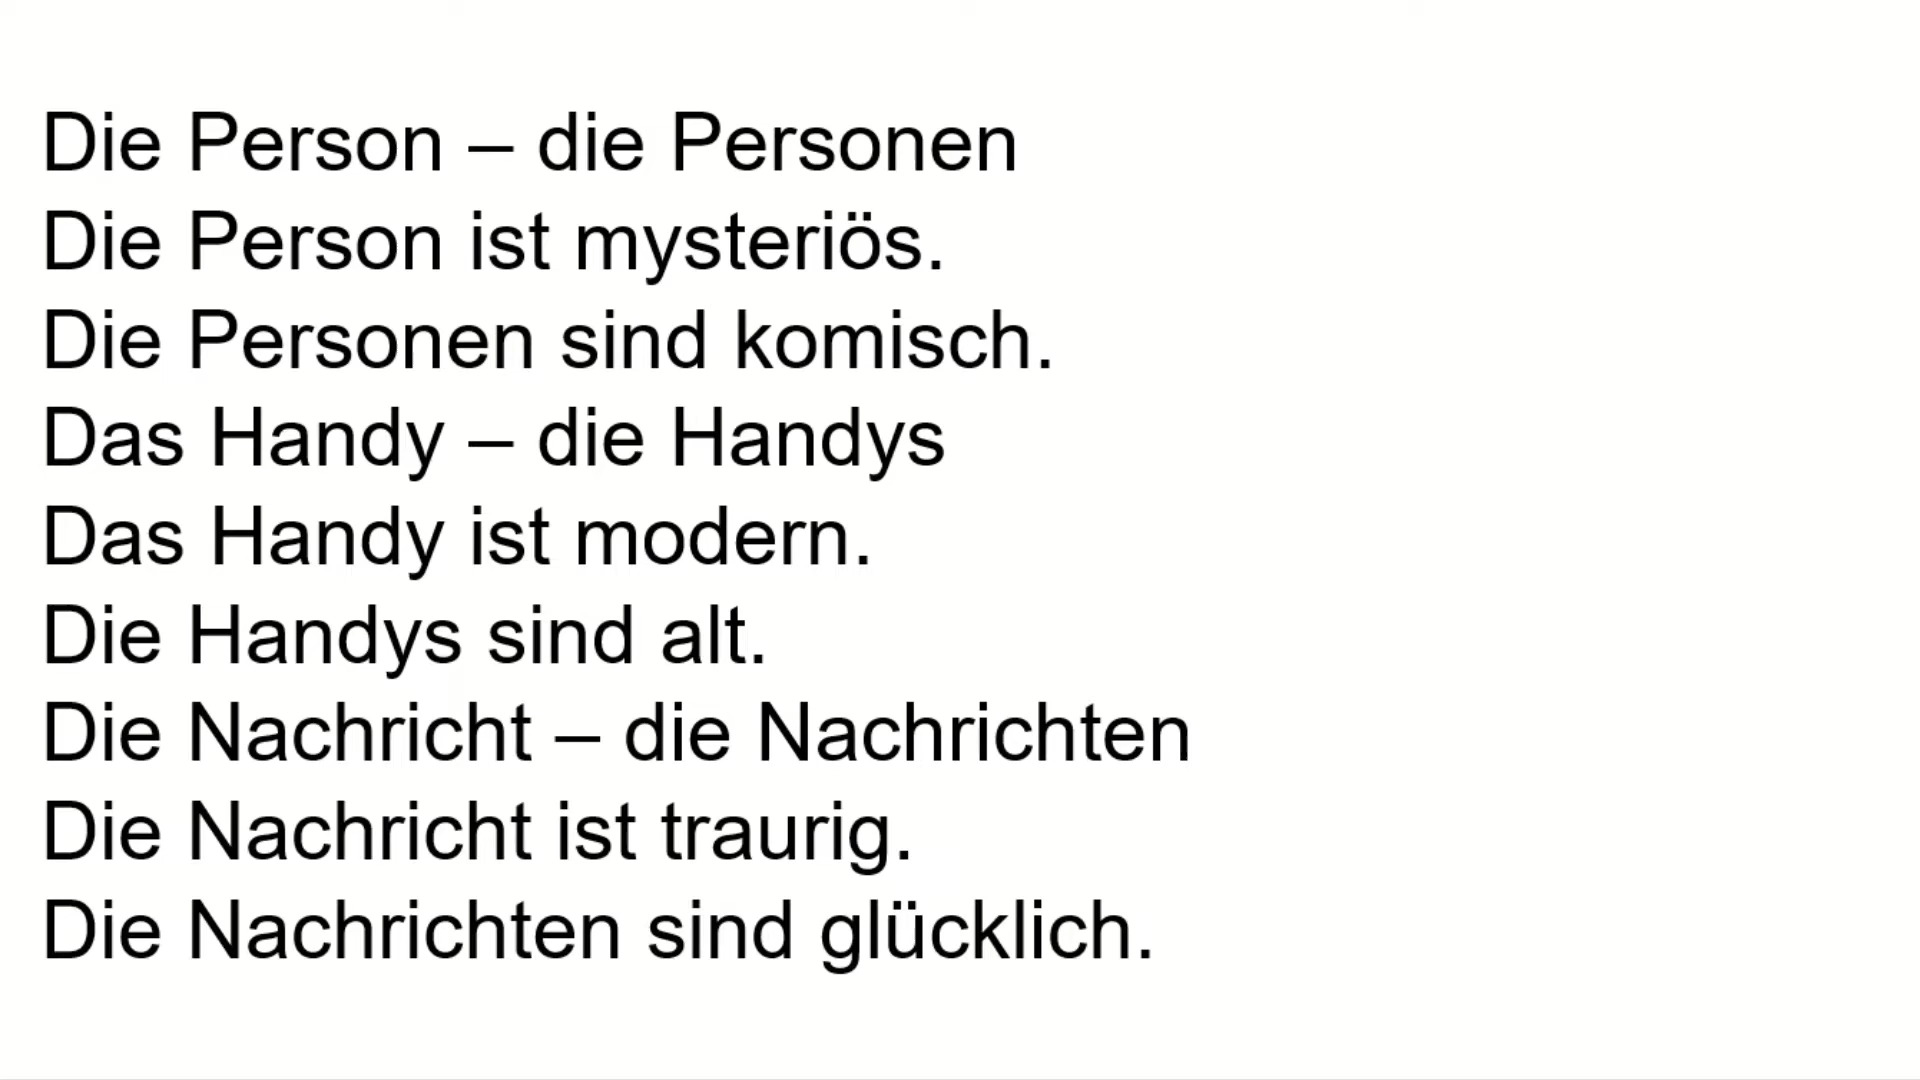 Die Person – die Personen
Die Person ist mysteriös.
Die Personen sind komisch.
Das Handy – die Handys
Das Handy ist modern.
Die Handys sind alt.
Die Nachricht – die Nachrichten
Die Nachricht ist traurig.
Die Nachrichten sind glücklich.